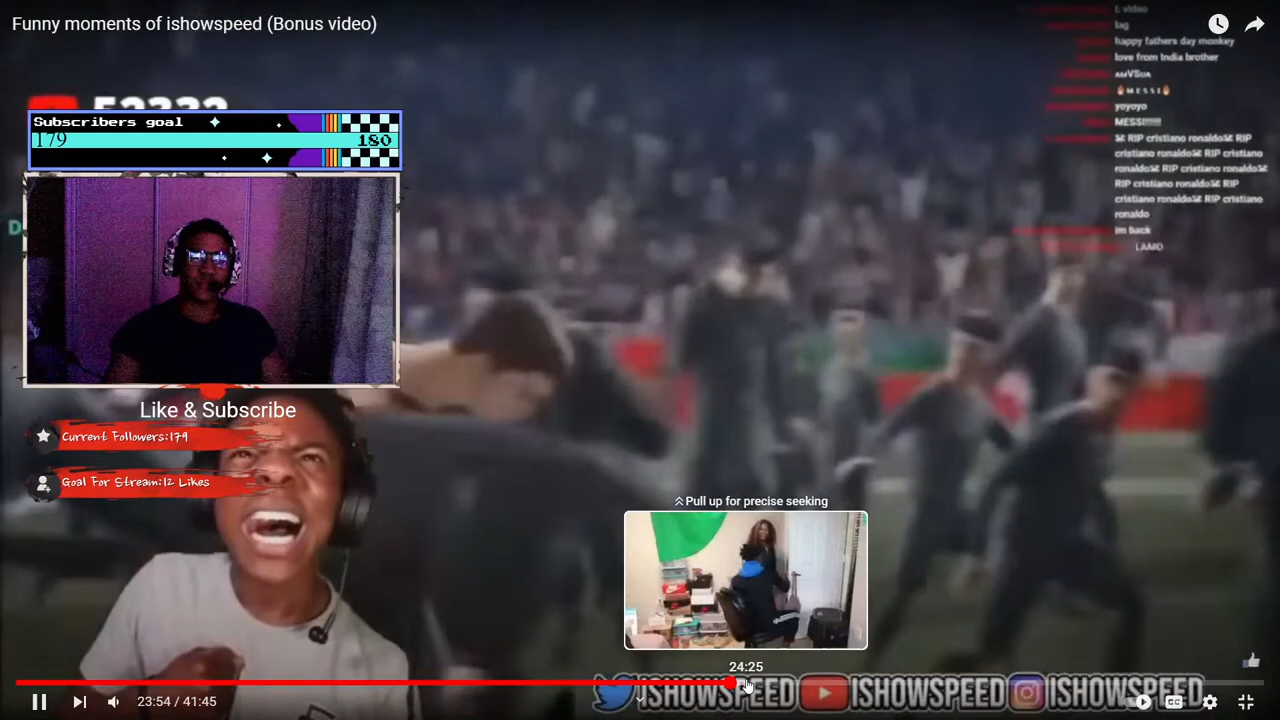 Funny moments of ishowspeed (Bonus video)
t. video
lag
happy fathers day monkey
love from India brother
ᴀᴍVSᴜᴀ
🔥M E S S I🔥
yoyoyo
MESSI!!!!!!!
☠ RIP cristiano ronaldo☠ RIP
cristiano ronaldo☠ RIP cristiano
ronaldo☠ RIP cristiano ronaldo☠
RIP cristiano ronaldo☠ RIP
cristiano ronaldo☠ RIP cristiano
ronaldo
Im back
LAMO
Subscribers goal
179
180
Like & Subscribe
Current Followers:179
Goal For Stream:12 Likes
Pull up for precise seeking
24:25
23:54 / 41:45
ISHOWSPEED
ISHOWSPEED
ISHOWSPEED